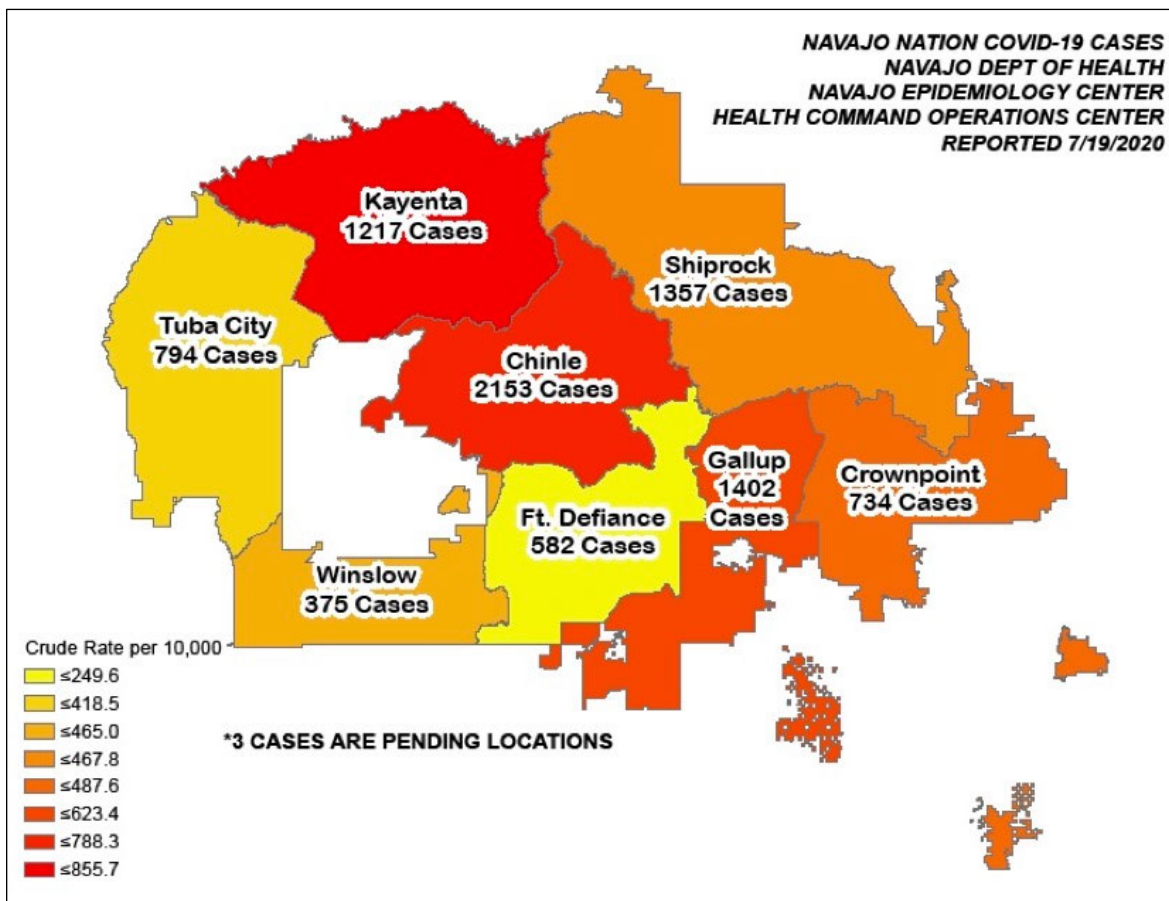 NAVAJO NATION COVID-19 CASES
NAVAJO DEPT OF HEALTH
NAVAJO EPIDEMIOLOGY CENTER
HEALTH COMMAND OPERATIONS CENTER
REPORTED 7/19/2020
Kayenta
1217 Cases
Shiprock
1357 Cases
Tuba City
794 Cases
Chinle
2153 Cases
Gallup
1402
Cases
Crownpoint
734 Cases
Ft. Defiance
582 Cases
Winslow
375 Cases
Crude Rate per 10,000
≤249.6
≤418.5
≤465.0
≤467.8
≤487.6
≤623.4
≤788.3
≤855.7
*3 CASES ARE PENDING LOCATIONS